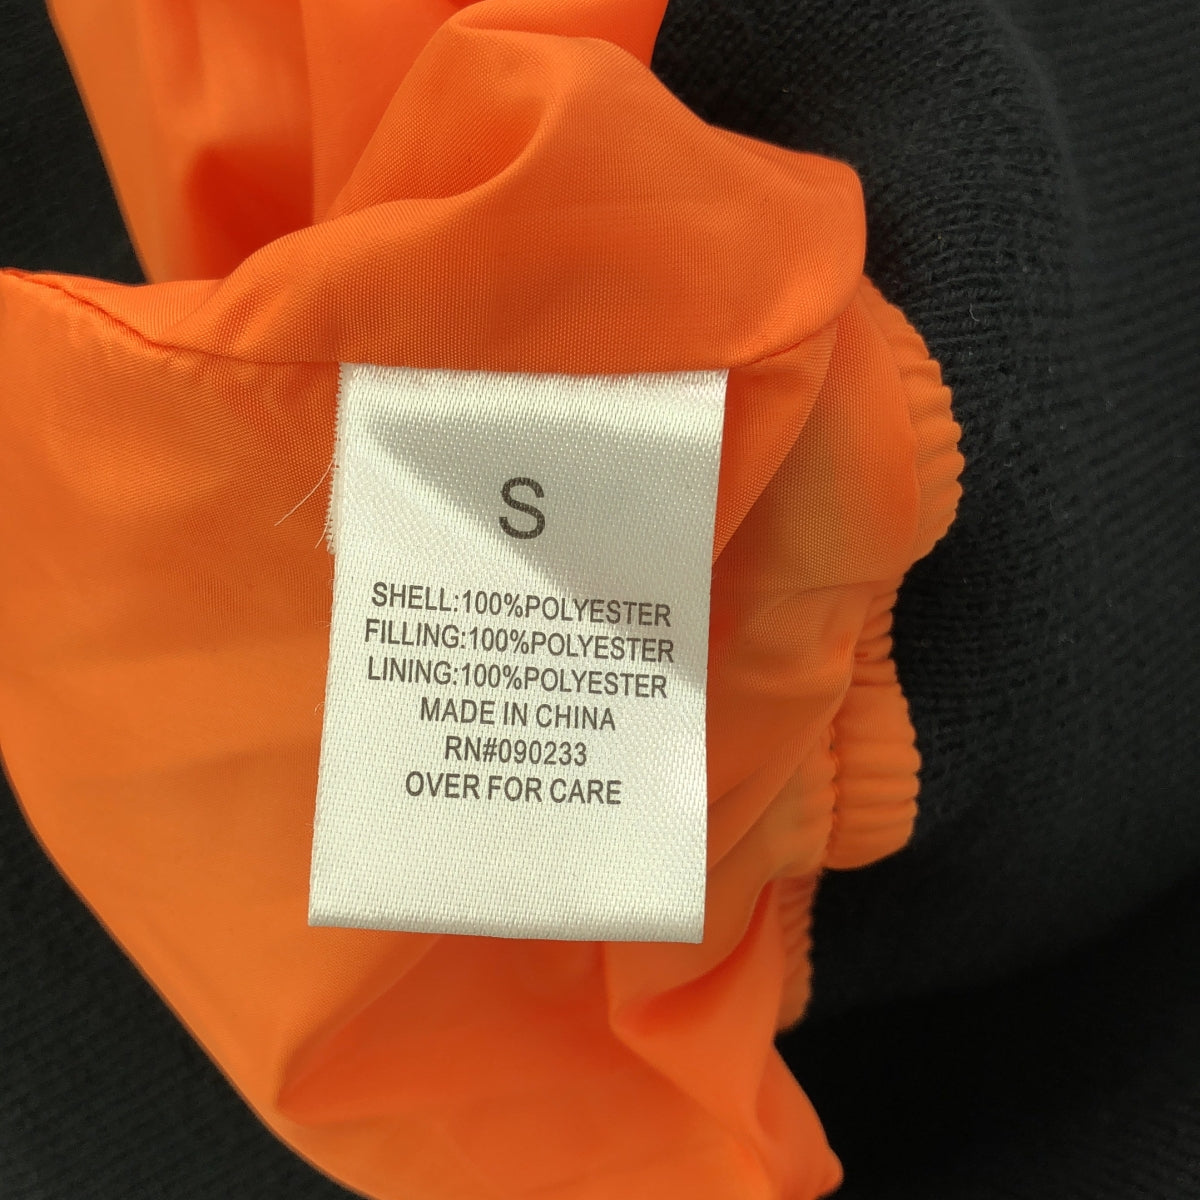 S
SHELL:100%POLYESTER
FILLING:100%POLYESTER
LINING:100%POLYESTER
MADE IN CHINA
RN#090233
OVER FOR CARE